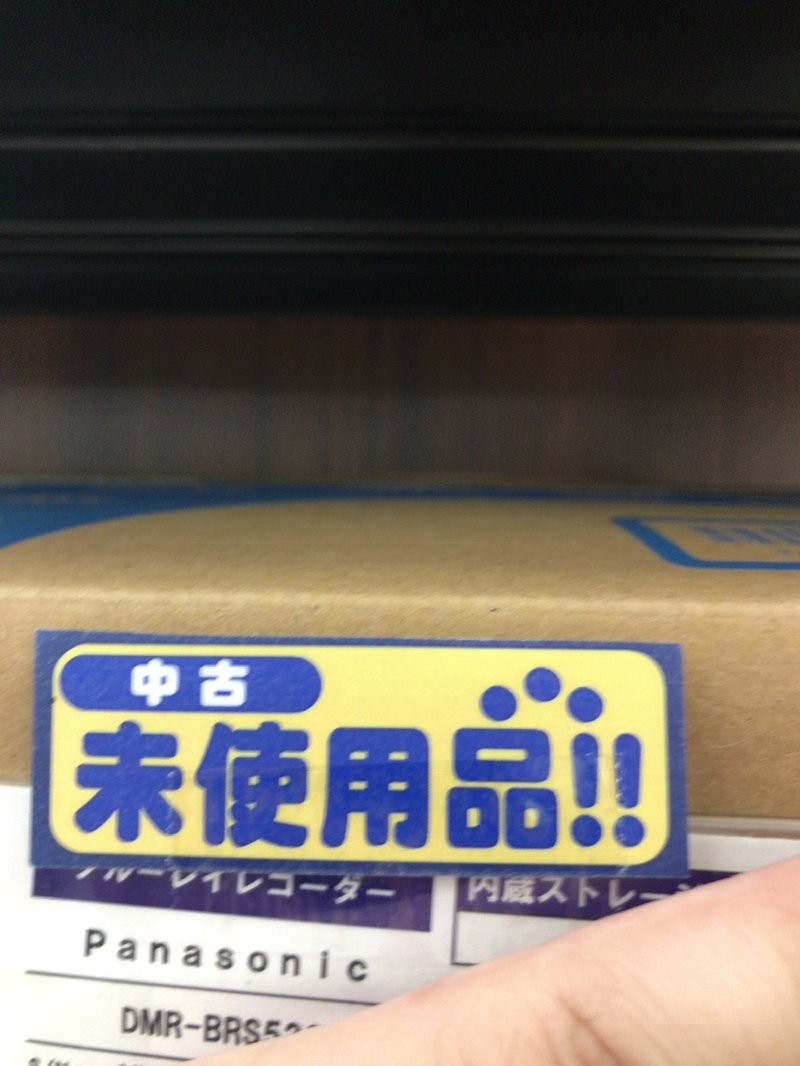 中古
未使用品!!
ブルーレイレコーダー
内蔵ストレー
Panasonic
DMR-BRS5